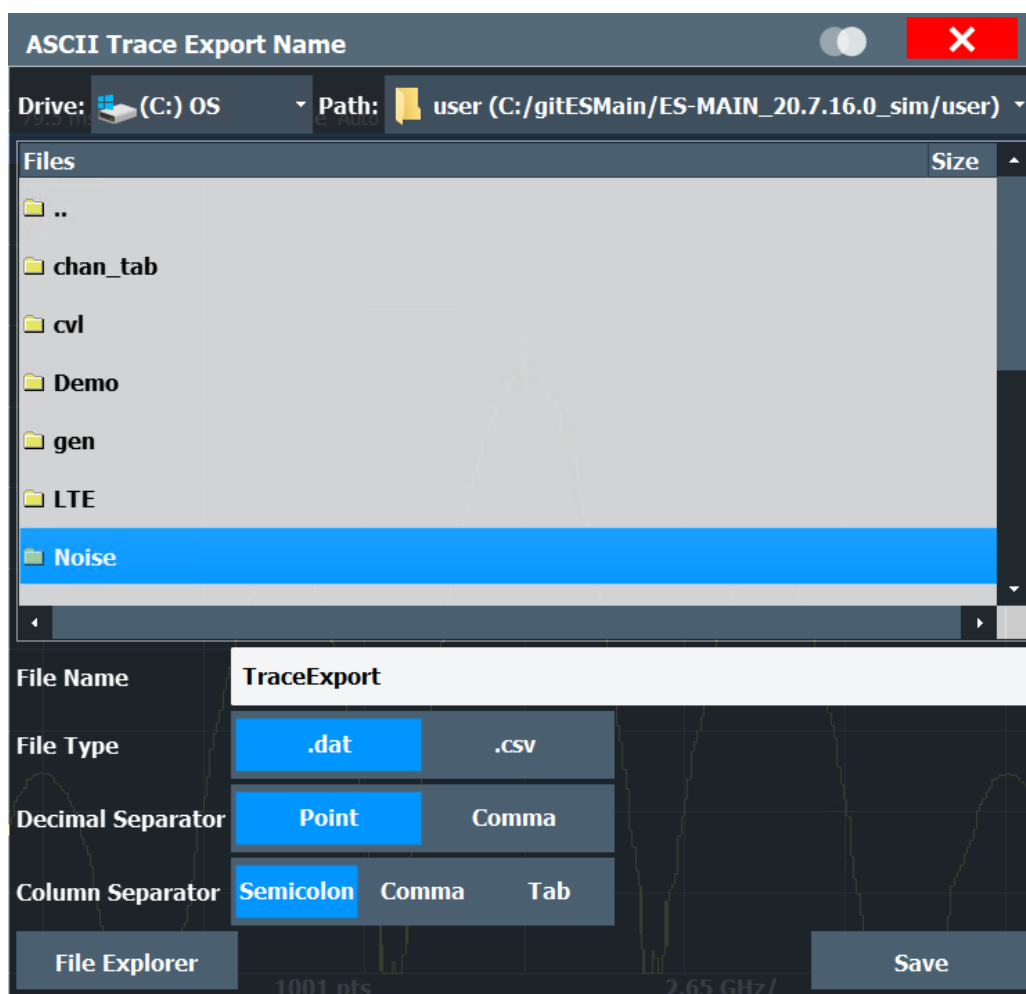 ASCII Trace Export Name
Drive: (C:) OS Path: user (C:/gitESMain/ES-MAIN_20.7.16.0_sim/user)
Files Size
..
chan_tab
cvl
Demo
gen
LTE
Noise
File Name TraceExport
File Type .dat .csv
Decimal Separator Point Comma
Column Separator Semicolon Comma Tab
File Explorer Save
1001 pts 2.65 GHz/